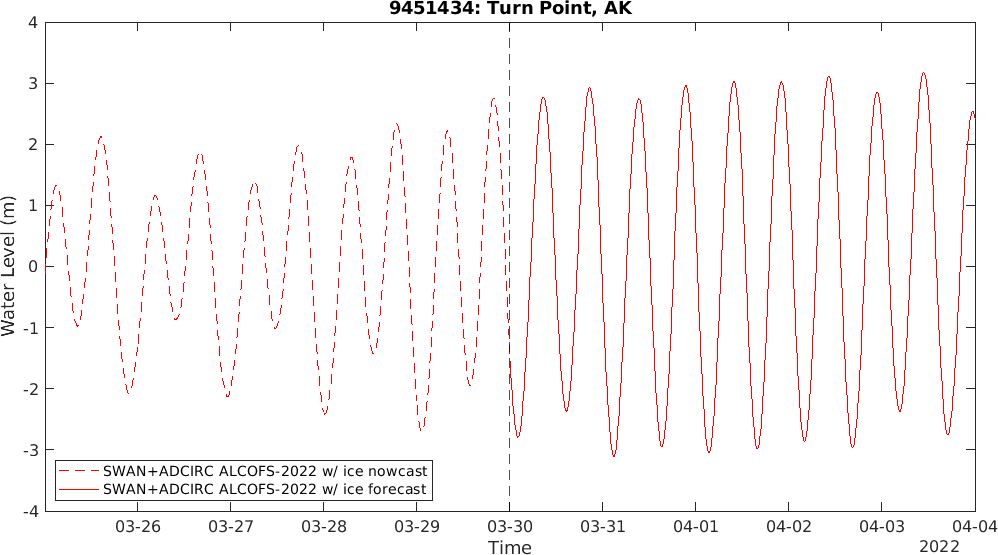 9451434: Turn Point, AK
4
3
2
1
0
-1
-2
-3
-4
Water Level (m)
SWAN+ADCIRC ALCOFS-2022 w/ ice nowcast
SWAN+ADCIRC ALCOFS-2022 w/ ice forecast
03-26 03-27 03-28 03-29 03-30 03-31 04-01 04-02 04-03 04-04
Time
2022